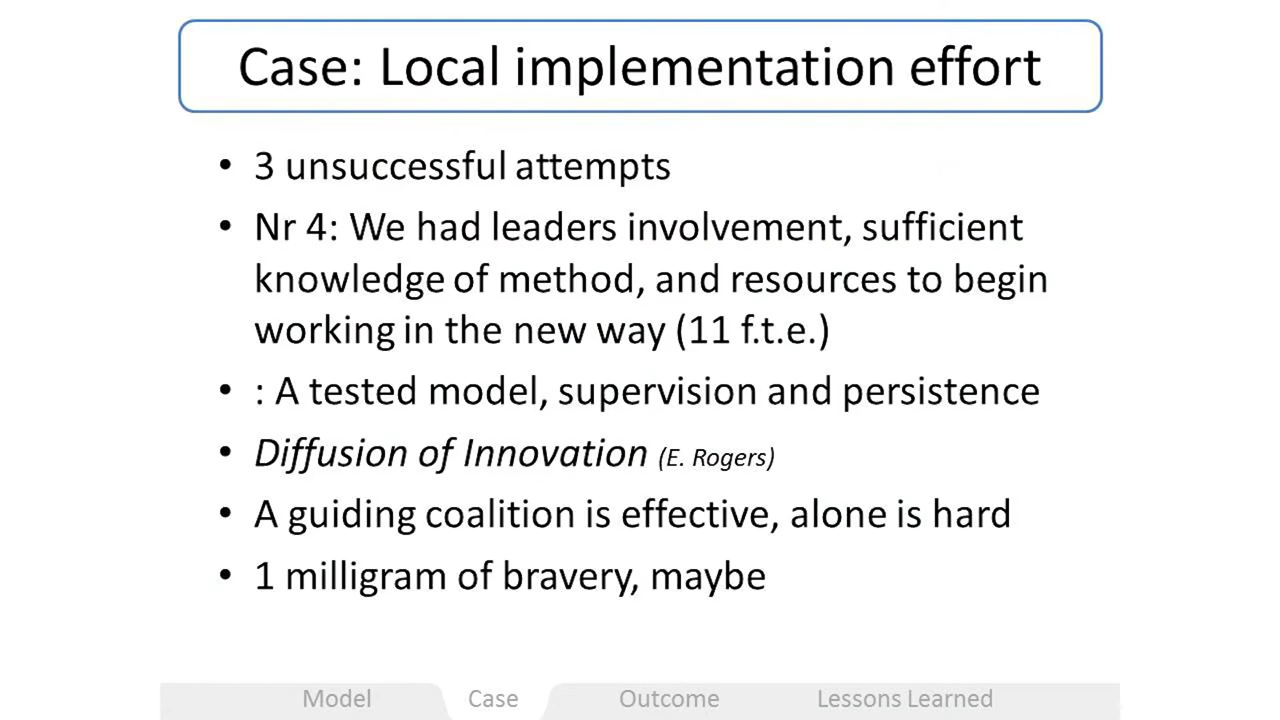 Case: Local implementation effort
• 3 unsuccessful attempts
• Nr 4: We had leaders involvement, sufficient
knowledge of method, and resources to begin
working in the new way (11 f.t.e.)
• : A tested model, supervision and persistence
• Diffusion of Innovation (E. Rogers)
• A guiding coalition is effective, alone is hard
• 1 milligram of bravery, maybe
Model Case Outcome Lessons Learned